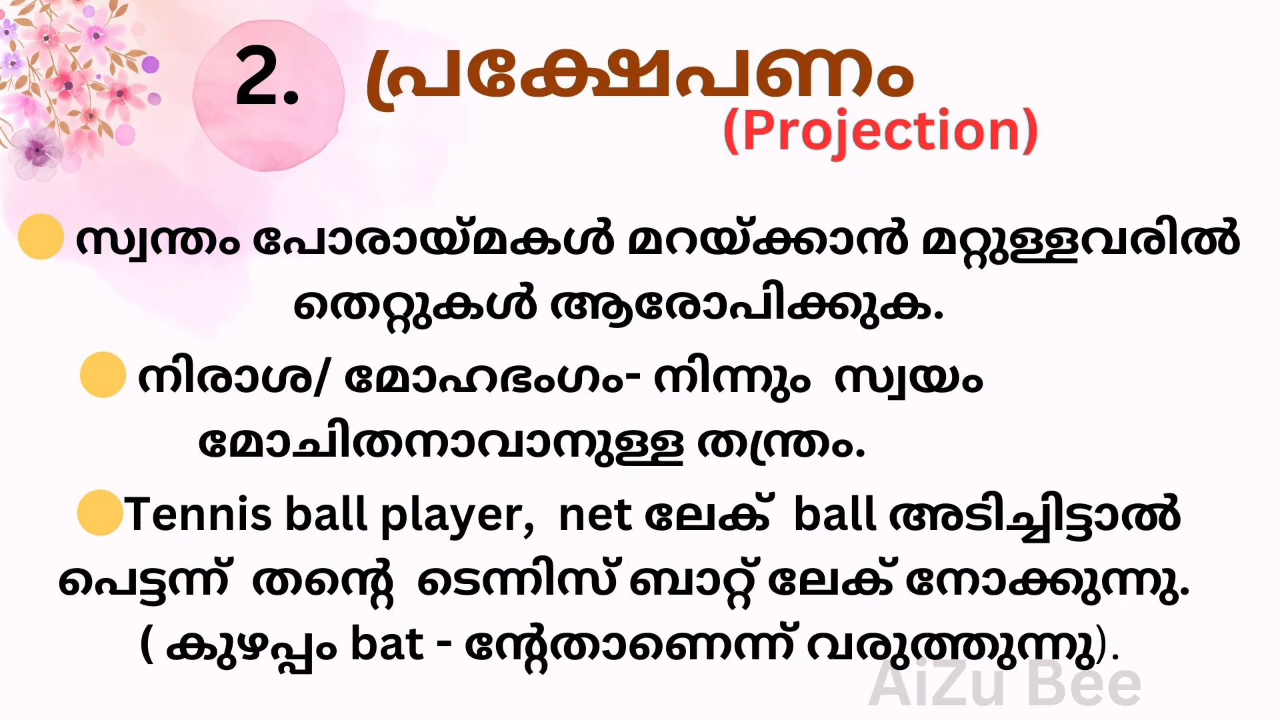 2. പ്രക്ഷേപണം
(Projection)
സ്വന്തം പോരായ്മകൾ മറയ്ക്കാൻ മറ്റുള്ളവരിൽ
തെറ്റുകൾ ആരോപിക്കുക.
നിരാശ/ മോഹഭംഗം- നിന്നും സ്വയം
മോചിതനാവാനുള്ള തന്ത്രം.
Tennis ball player, net ലേക് ball അടിച്ചിട്ടാൽ
പെട്ടന്ന് തന്റെ ടെന്നിസ് ബാറ്റ് ലേക് നോക്കുന്നു.
( കുഴപ്പം bat - ന്റേതാണെന്ന് വരുത്തുന്നു).
AiZu Bee